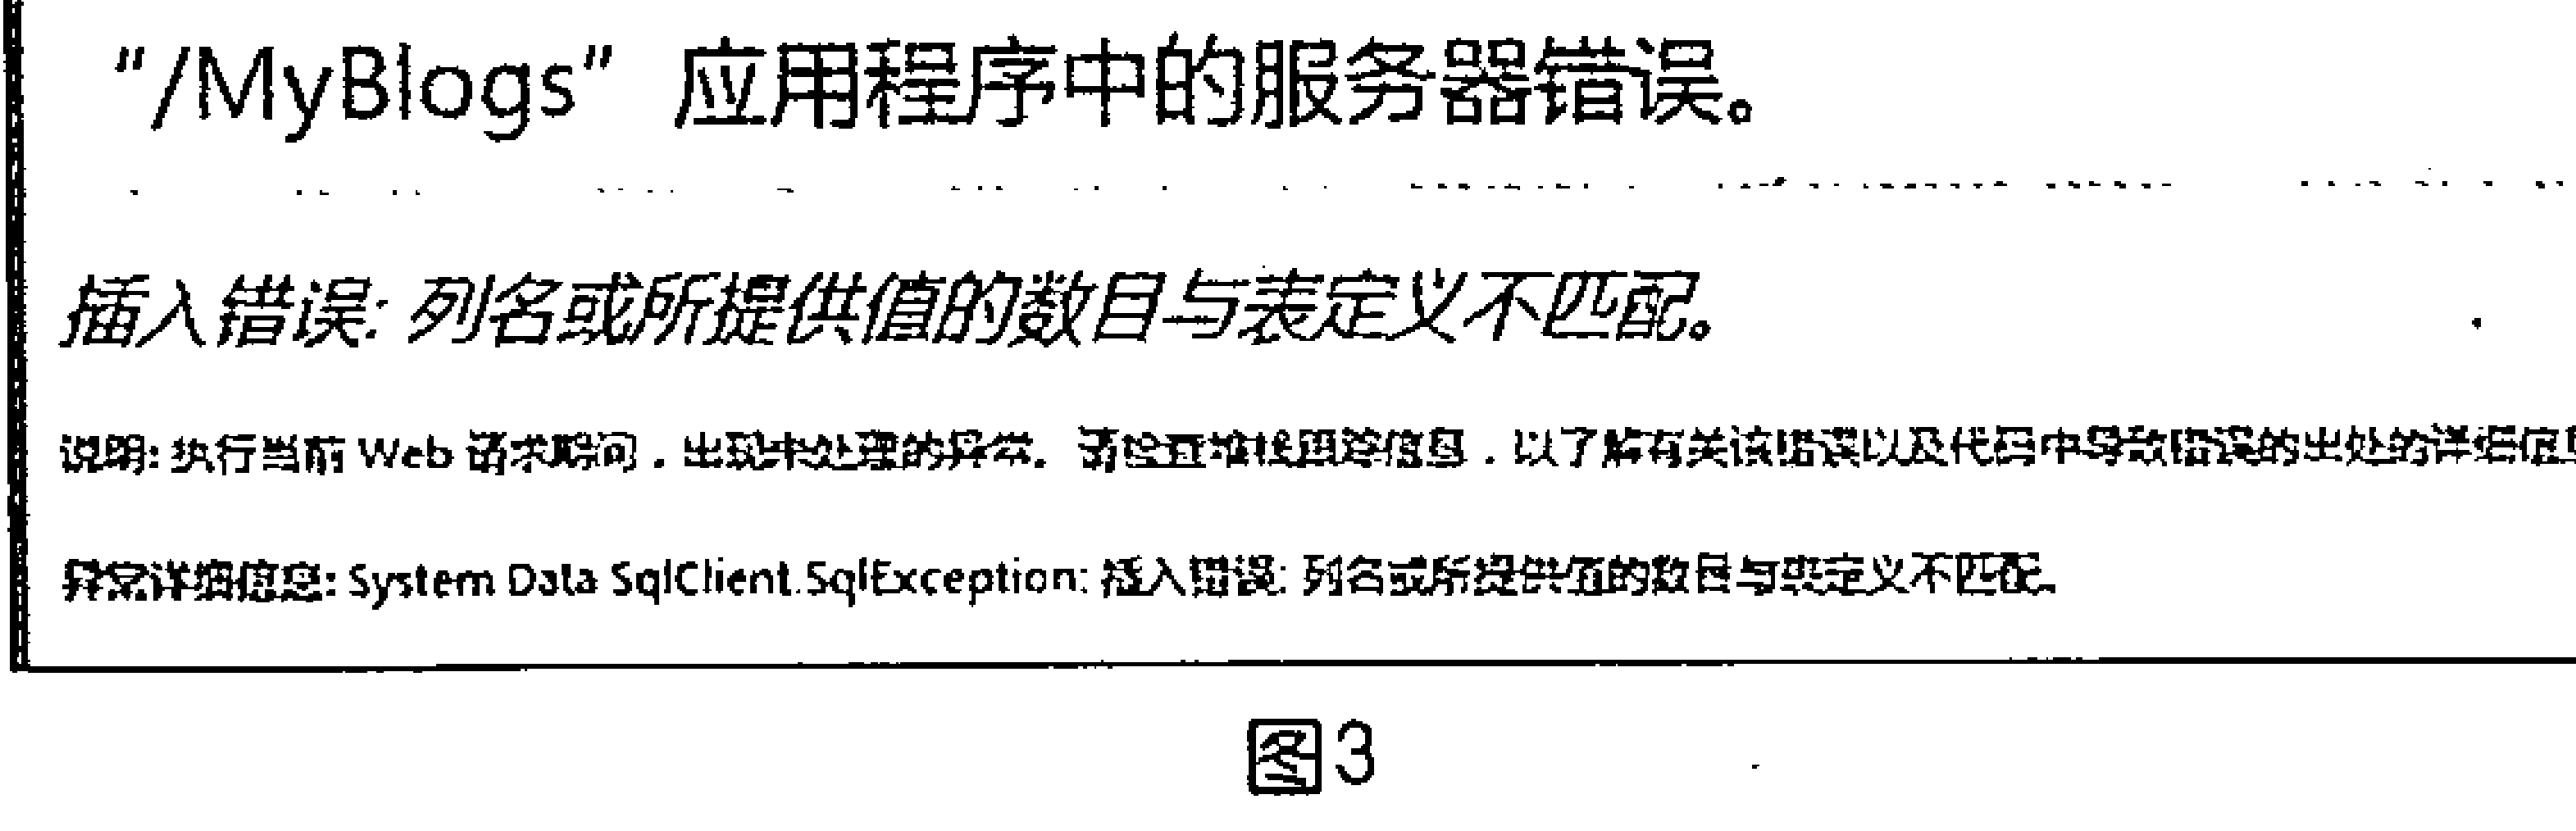 “/MyBlogs” 应用程序中的服务器错误。
插入错误: 列名或所提供值的数目与表定义不匹配。
说明: 执行当前 Web 请求期间，出现未处理的异常。请检查堆栈跟踪信息，以了解有关该错误以及代码中导致错误的出处的详细信息
异常详细信息: System Data SqlClient.SqlException: 插入错误: 列名或所提供值的数目与表定义不匹配。
图3